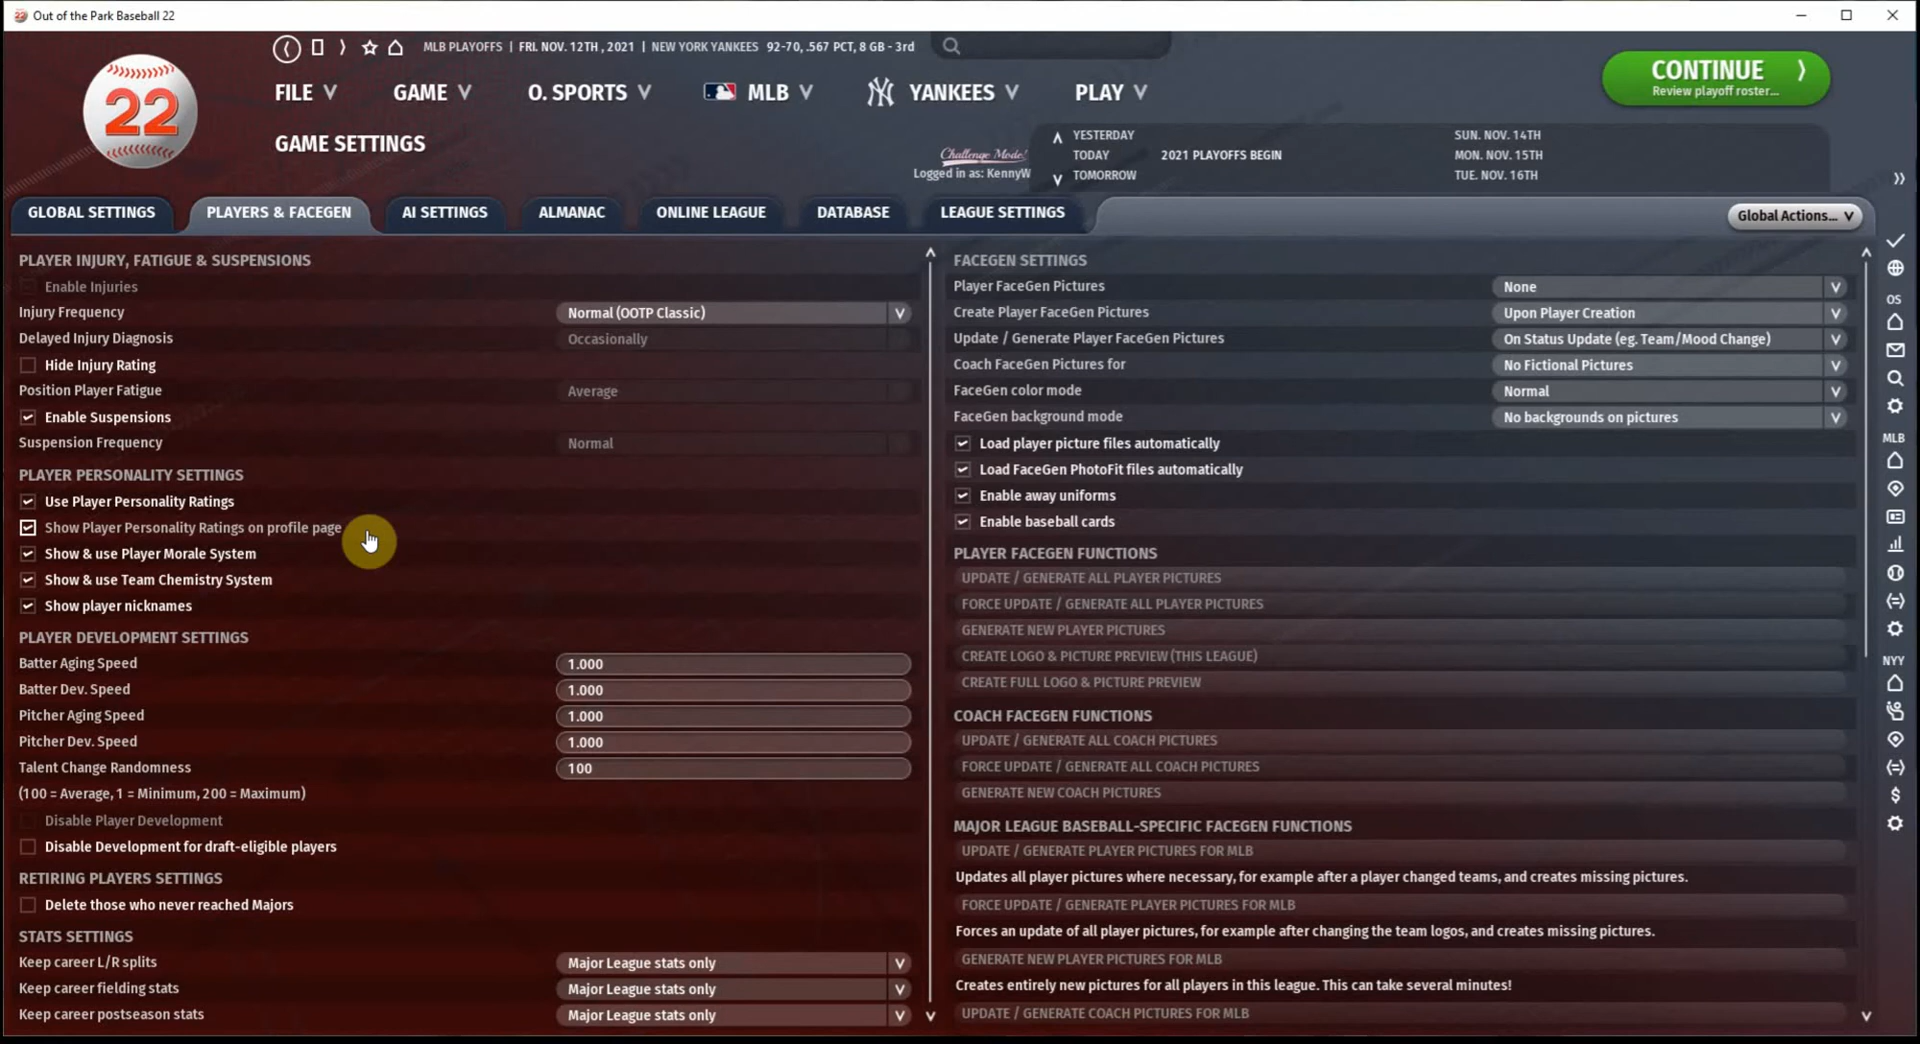 Out of the Park Baseball 22
MLB PLAYOFFS | FRI. NOV. 12TH , 2021 | NEW YORK YANKEES 92-70, .567 PCT, 8 GB - 3rd
22
FILE GAME O. SPORTS MLB YANKEES PLAY
CONTINUE
Review playoff roster...
GAME SETTINGS
Challenge Mode!
Logged in as: KennyW
YESTERDAY
TODAY 2021 PLAYOFFS BEGIN
TOMORROW
SUN. NOV. 14TH
MON. NOV. 15TH
TUE. NOV. 16TH
GLOBAL SETTINGS PLAYERS & FACEGEN AI SETTINGS ALMANAC ONLINE LEAGUE DATABASE LEAGUE SETTINGS Global Actions...
PLAYER INJURY, FATIGUE & SUSPENSIONS
Enable Injuries
Injury Frequency Normal (OOTP Classic)
Delayed Injury Diagnosis Occasionally
Hide Injury Rating
Position Player Fatigue Average
Enable Suspensions
Suspension Frequency Normal
PLAYER PERSONALITY SETTINGS
Use Player Personality Ratings
Show Player Personality Ratings on profile page
Show & use Player Morale System
Show & use Team Chemistry System
Show player nicknames
PLAYER DEVELOPMENT SETTINGS
Batter Aging Speed 1.000
Batter Dev. Speed 1.000
Pitcher Aging Speed 1.000
Pitcher Dev. Speed 1.000
Talent Change Randomness 100
(100 = Average, 1 = Minimum, 200 = Maximum)
Disable Player Development
Disable Development for draft-eligible players
RETIRING PLAYERS SETTINGS
Delete those who never reached Majors
STATS SETTINGS
Keep career L/R splits Major League stats only
Keep career fielding stats Major League stats only
Keep career postseason stats Major League stats only
FACEGEN SETTINGS
Player FaceGen Pictures None
Create Player FaceGen Pictures Upon Player Creation
Update / Generate Player FaceGen Pictures On Status Update (eg. Team/Mood Change)
Coach FaceGen Pictures for No Fictional Pictures
FaceGen color mode Normal
FaceGen background mode No backgrounds on pictures
Load player picture files automatically
Load FaceGen PhotoFit files automatically
Enable away uniforms
Enable baseball cards
PLAYER FACEGEN FUNCTIONS
UPDATE / GENERATE ALL PLAYER PICTURES
FORCE UPDATE / GENERATE ALL PLAYER PICTURES
GENERATE NEW PLAYER PICTURES
CREATE LOGO & PICTURE PREVIEW (THIS LEAGUE)
CREATE FULL LOGO & PICTURE PREVIEW
COACH FACEGEN FUNCTIONS
UPDATE / GENERATE ALL COACH PICTURES
FORCE UPDATE / GENERATE ALL COACH PICTURES
GENERATE NEW COACH PICTURES
MAJOR LEAGUE BASEBALL-SPECIFIC FACEGEN FUNCTIONS
UPDATE / GENERATE PLAYER PICTURES FOR MLB
Updates all player pictures where necessary, for example after a player changed teams, and creates missing pictures.
FORCE UPDATE / GENERATE PLAYER PICTURES FOR MLB
Forces an update of all player pictures, for example after changing the team logos, and creates missing pictures.
GENERATE NEW PLAYER PICTURES FOR MLB
Creates entirely new pictures for all players in this league. This can take several minutes!
UPDATE / GENERATE COACH PICTURES FOR MLB
OS
MLB
NYY